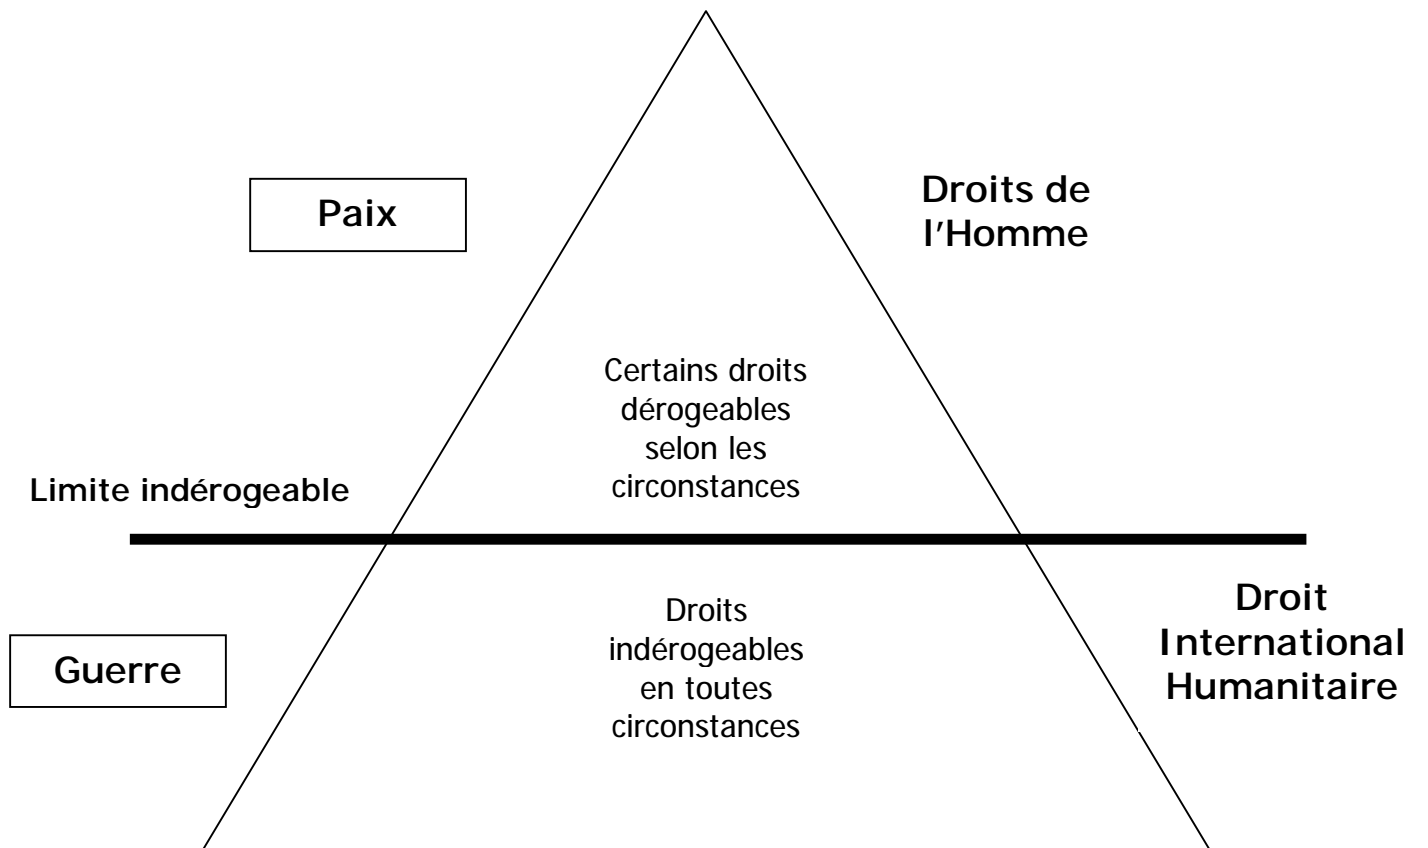 Paix
Droits de
l'Homme
Certains droits
dérogeables
selon les
circonstances
Limite indérogeable
Droits
indérogeables
en toutes
circonstances
Guerre
Droit
International
Humanitaire